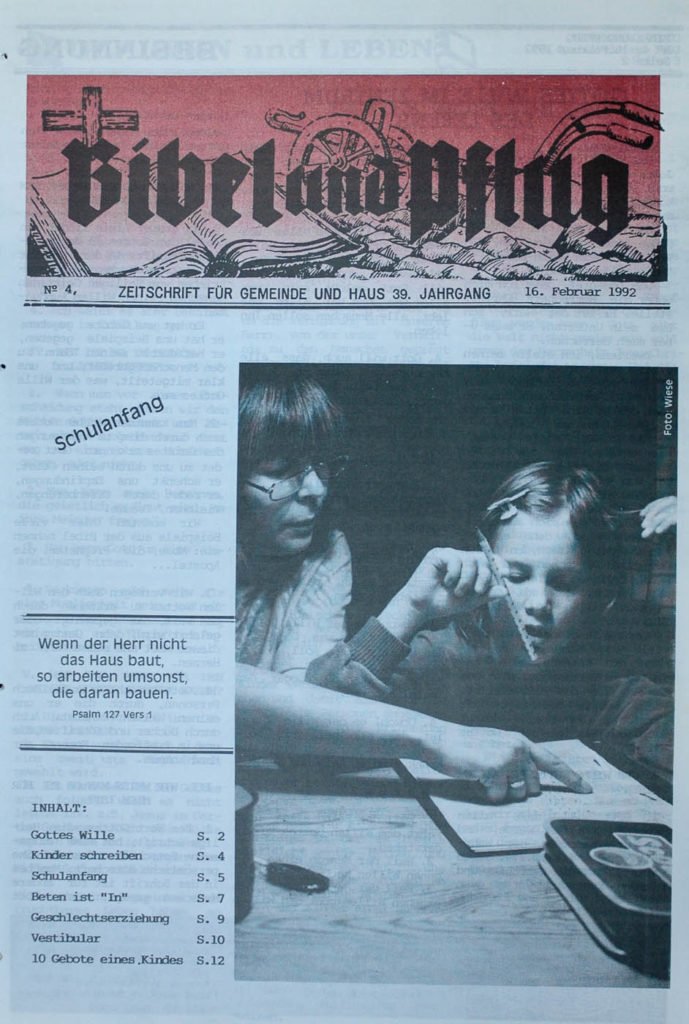 Bibel und Pflug
Nº 4, ZEITSCHRIFT FÜR GEMEINDE UND HAUS 39. JAHRGANG 16. Februar 1992
Schulanfang
Foto: Wiese
Wenn der Herr nicht
das Haus baut,
so arbeiten umsonst,
die daran bauen.
Psalm 127 Vers 1
INHALT:
Gottes Wille S. 2
Kinder schreiben S. 4
Schulanfang S. 5
Beten ist "In" S. 7
Geschlechtserziehung S. 9
Vestibular S.10
10 Gebote eines Kindes S.12